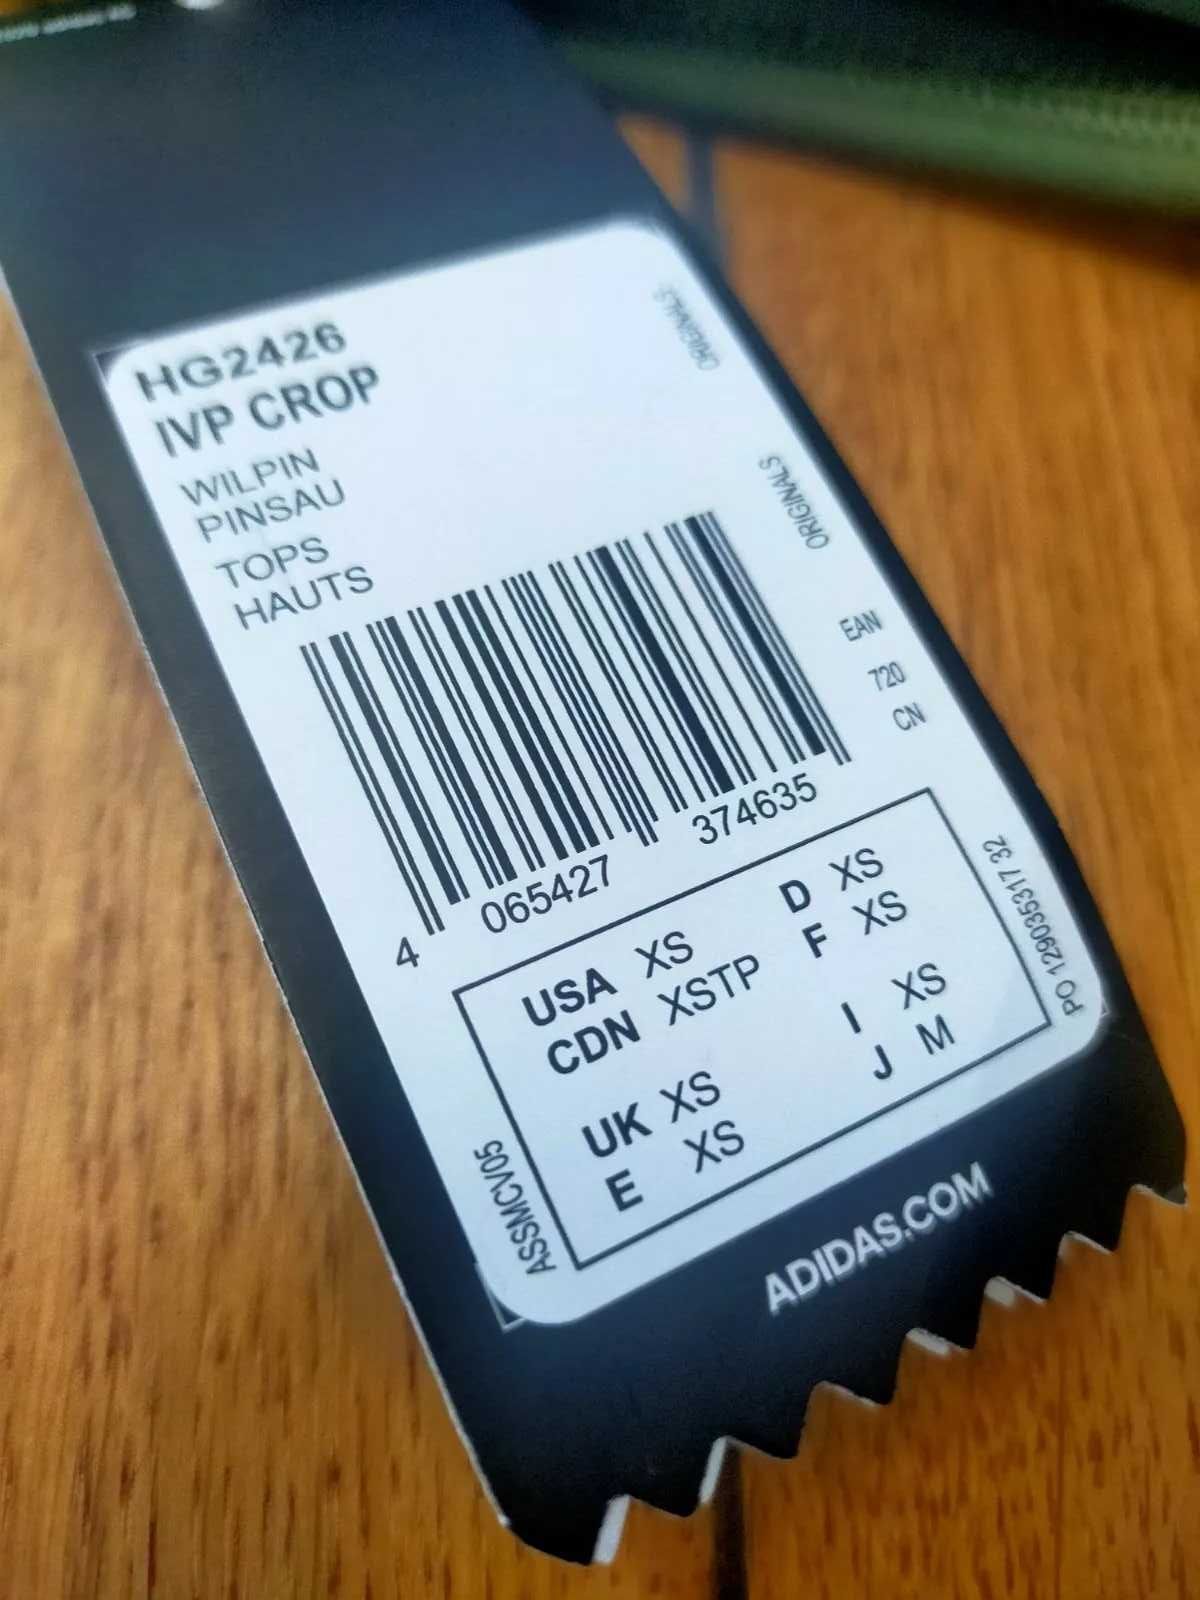 HG2426
IVP CROP
WILPIN
PINSAU
TOPS
HAUTS
ORIGINALS
ORIGINALS
EAN
720
CN
4 065427 374635
USA XS
CDN XSTP
UK XS
E XS
D XS
F XS
I XS
J M
ASSMCV05
PO 129035317 32
ADIDAS.COM